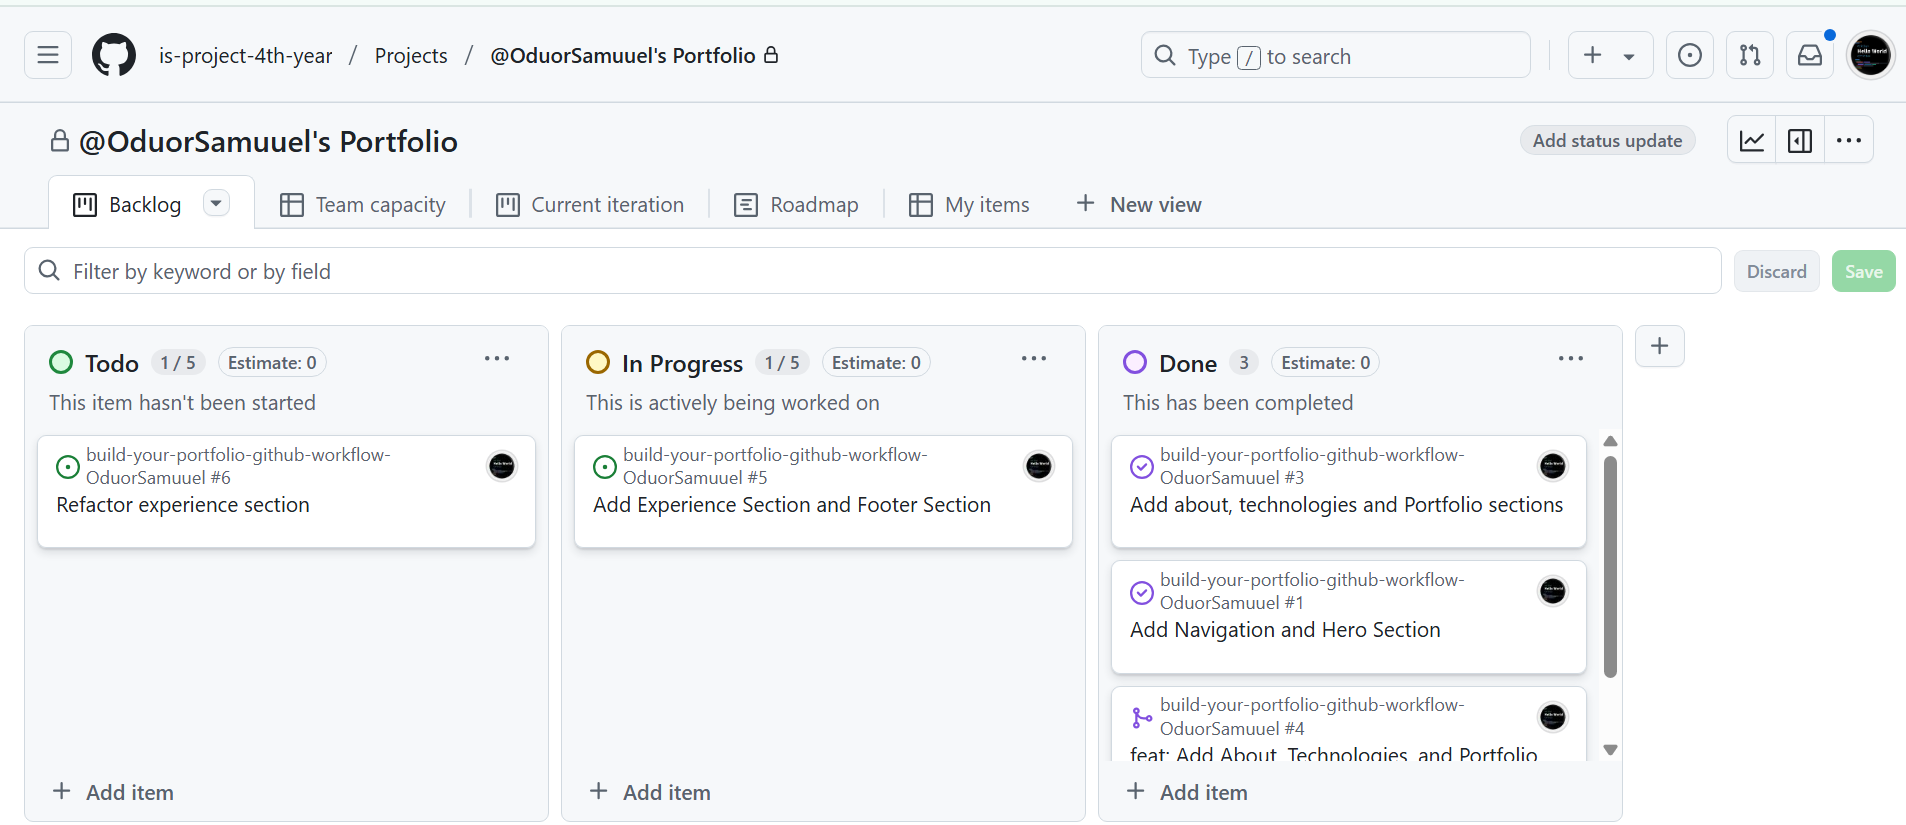 is-project-4th-year / Projects / @OduorSamuuel's Portfolio
Type / to search
@OduorSamuuel's Portfolio
Add status update
Backlog
Team capacity
Current iteration
Roadmap
My items
New view
Filter by keyword or by field
Discard
Save
Todo 1 / 5 Estimate: 0
This item hasn't been started
build-your-portfolio-github-workflow-
OduorSamuuel #6
Refactor experience section
Add item
In Progress 1 / 5 Estimate: 0
This is actively being worked on
build-your-portfolio-github-workflow-
OduorSamuuel #5
Add Experience Section and Footer Section
Add item
Done 3 Estimate: 0
This has been completed
build-your-portfolio-github-workflow-
OduorSamuuel #3
Add about, technologies and Portfolio sections
build-your-portfolio-github-workflow-
OduorSamuuel #1
Add Navigation and Hero Section
build-your-portfolio-github-workflow-
OduorSamuuel #4
feat: Add About, Technologies, and Portfolio
Add item
Hello World